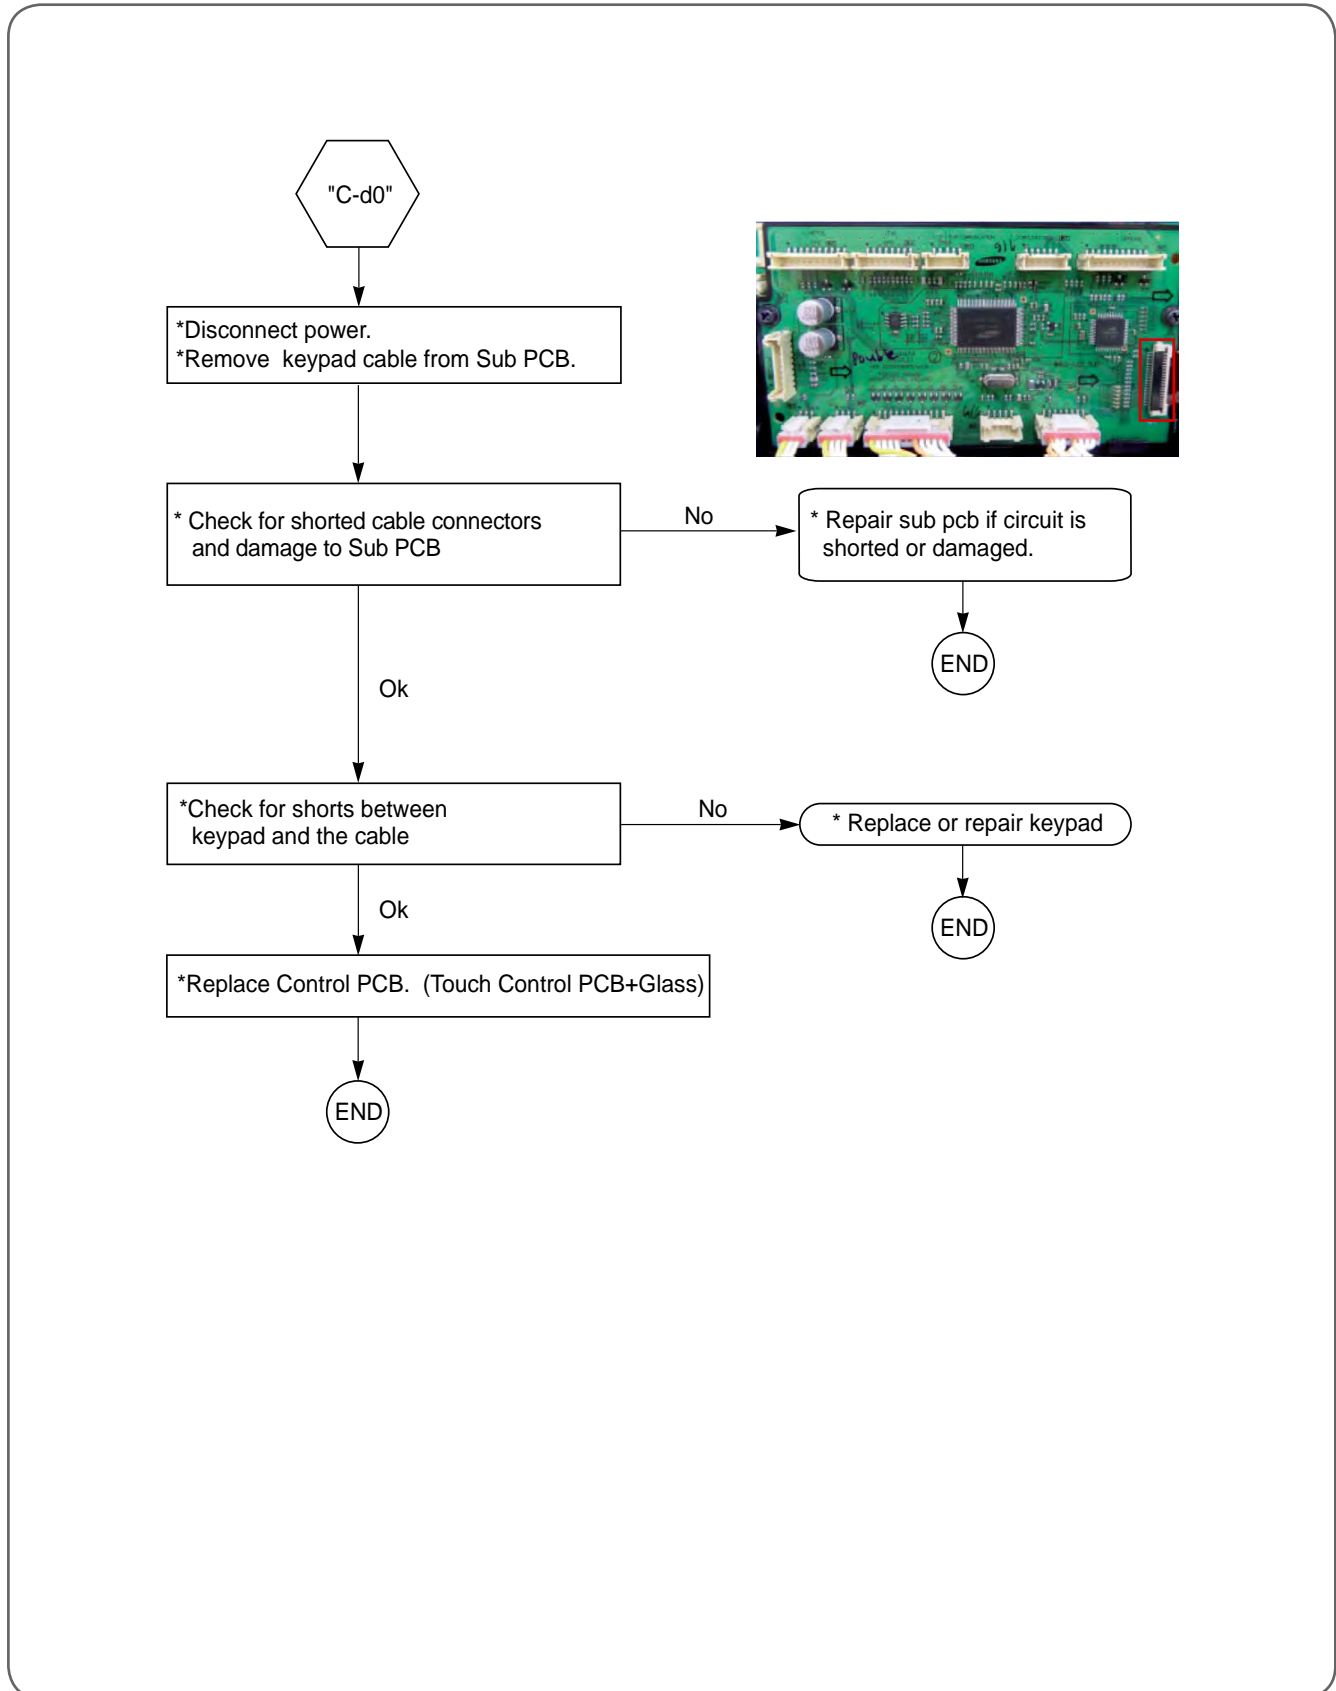 "C-d0"
*Disconnect power.
*Remove keypad cable from Sub PCB.
* Check for shorted cable connectors
and damage to Sub PCB
No
* Repair sub pcb if circuit is
shorted or damaged.
END
Ok
*Check for shorts between
keypad and the cable
No
* Replace or repair keypad
END
Ok
*Replace Control PCB. (Touch Control PCB+Glass)
END